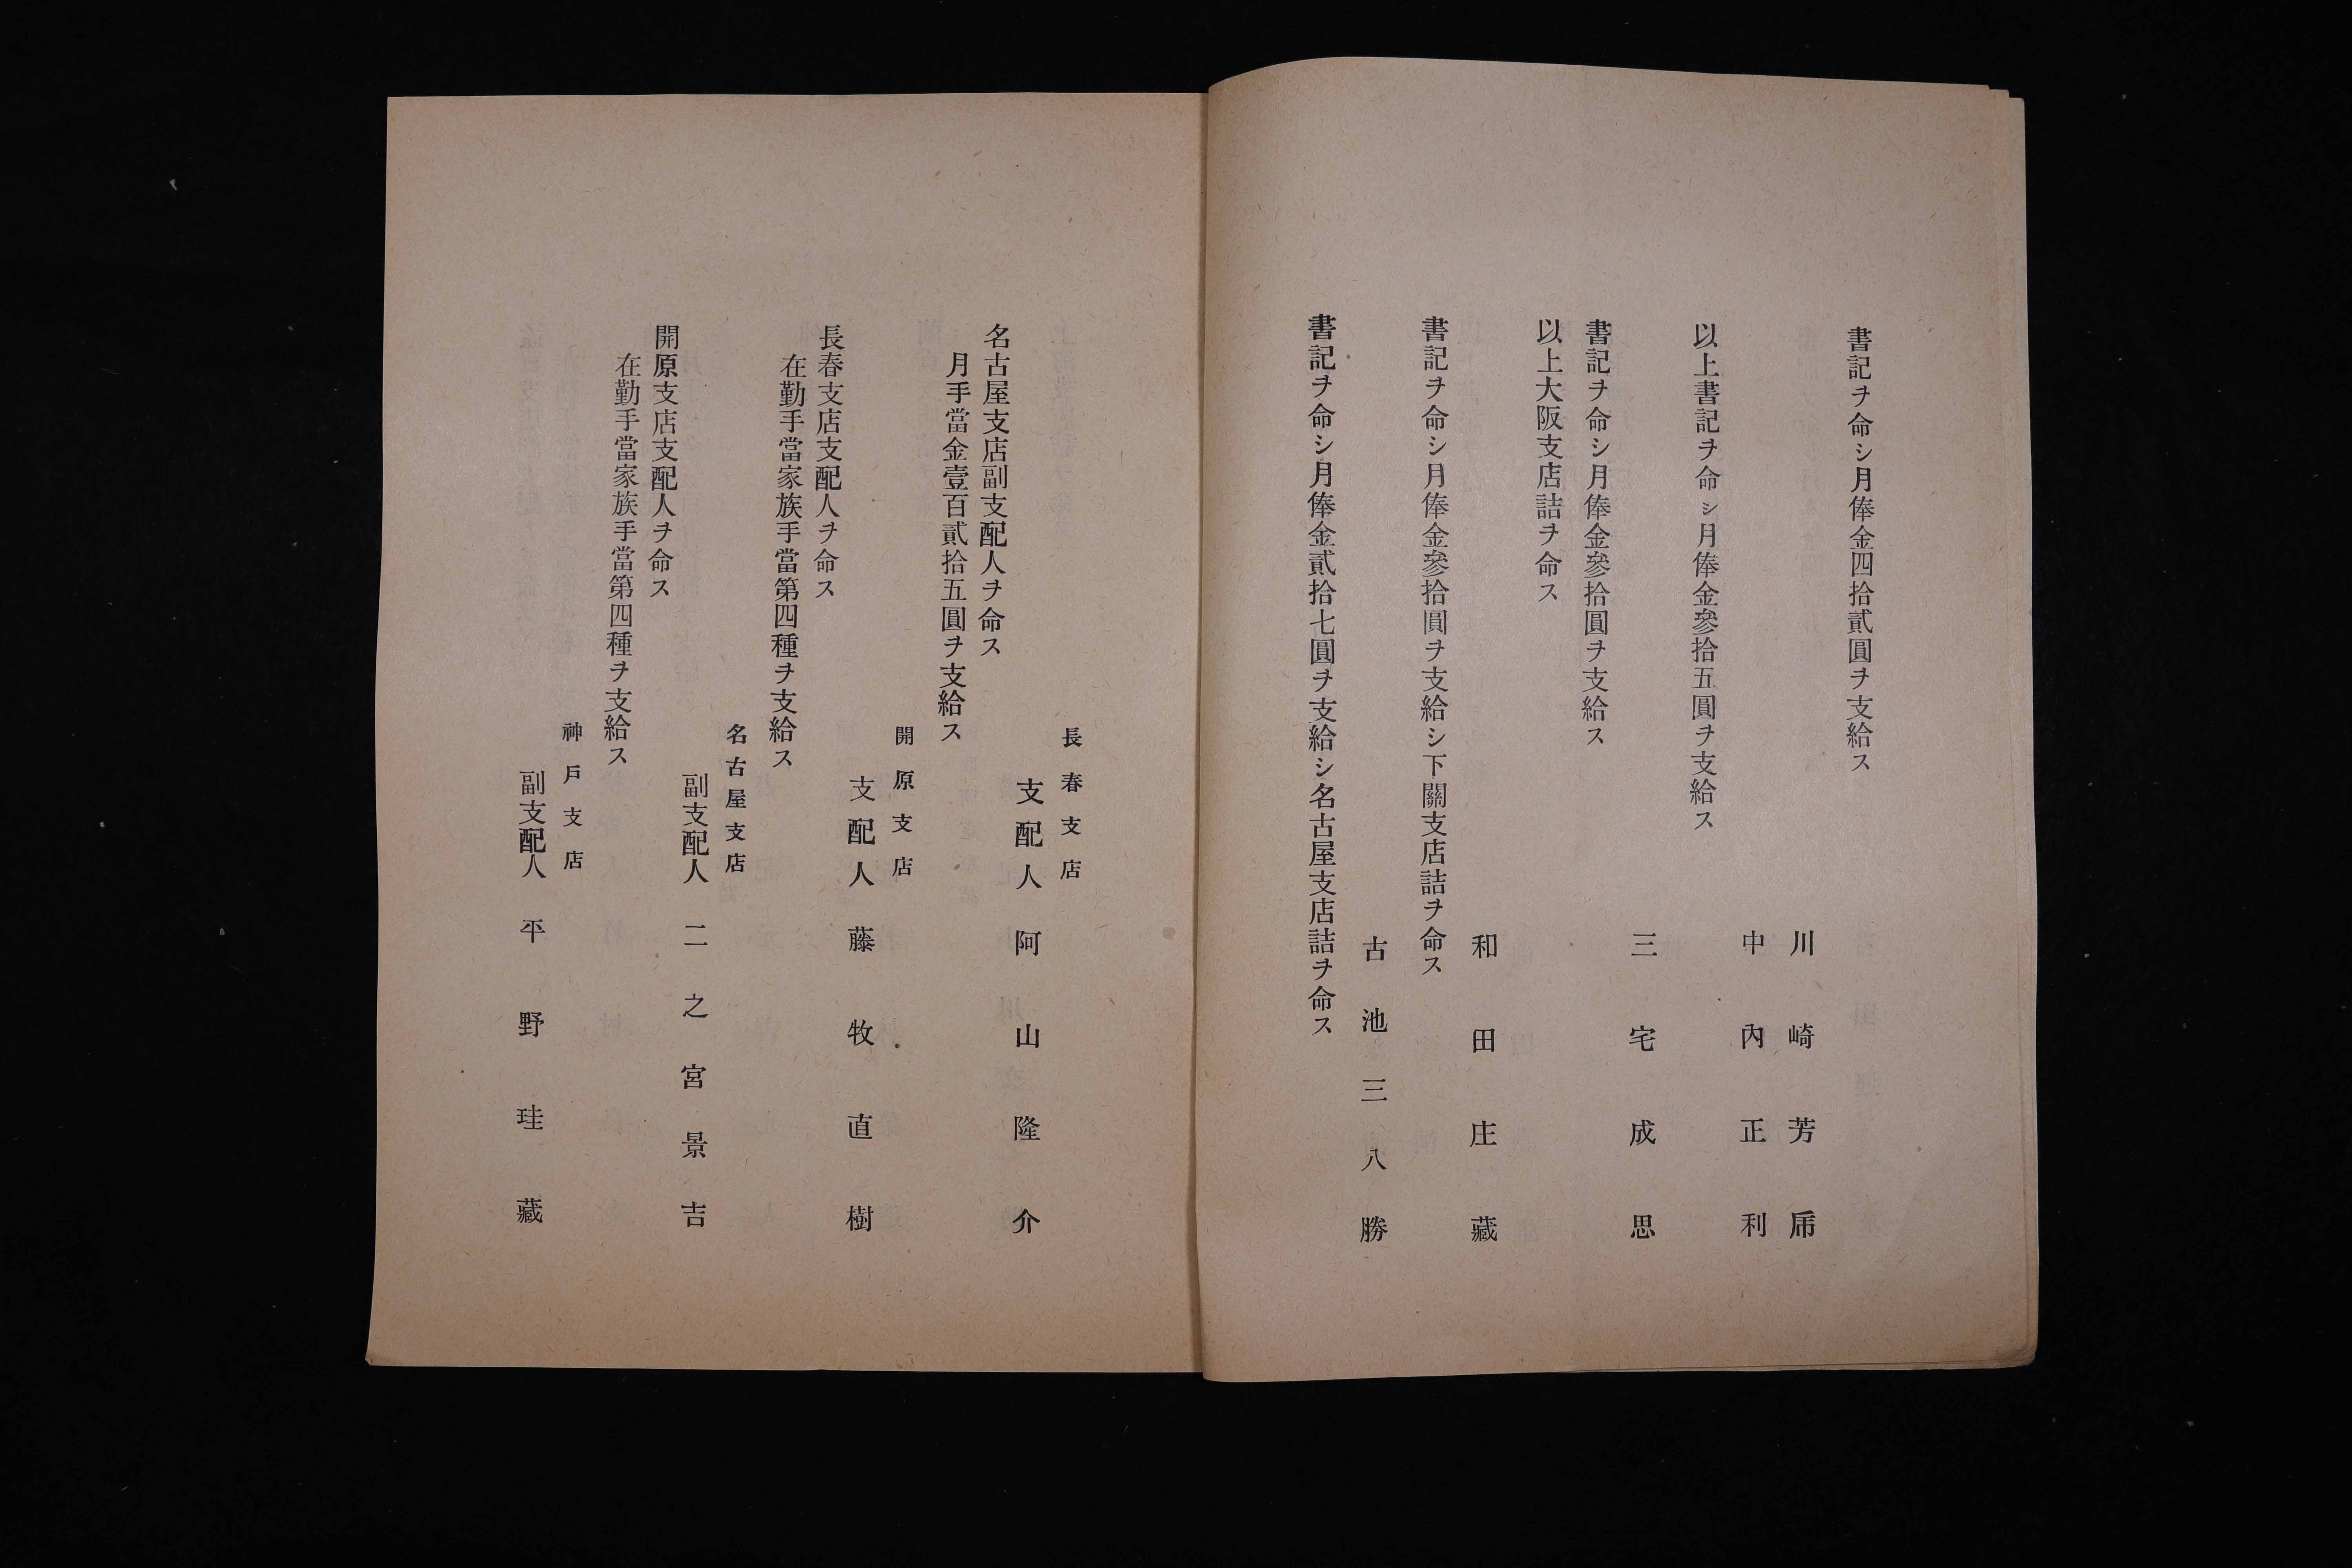 書記ヲ命シ月俸金四拾貳圓ヲ支給ス
川崎芳乕
中內正利
以上書記ヲ命シ月俸金參拾五圓ヲ支給ス
三宅成思
書記ヲ命シ月俸金參拾圓ヲ支給ス
以上大阪支店詰ヲ命ス
和田庄藏
書記ヲ命シ月俸金參拾圓ヲ支給シ下關支店詰ヲ命ス
古池三八勝
書記ヲ命シ月俸金貳拾七圓ヲ支給シ名古屋支店詰ヲ命ス
長春支店
支配人 阿山隆介
名古屋支店副支配人ヲ命ス
月手當金壹百貳拾五圓ヲ支給ス
開原支店
支配人 藤牧直樹
長春支店支配人ヲ命ス
在勤手當家族手當第四種ヲ支給ス
名古屋支店
副支配人 二之宮景吉
開原支店支配人ヲ命ス
在勤手當家族手當第四種ヲ支給ス
神戶支店
副支配人 平野珪藏